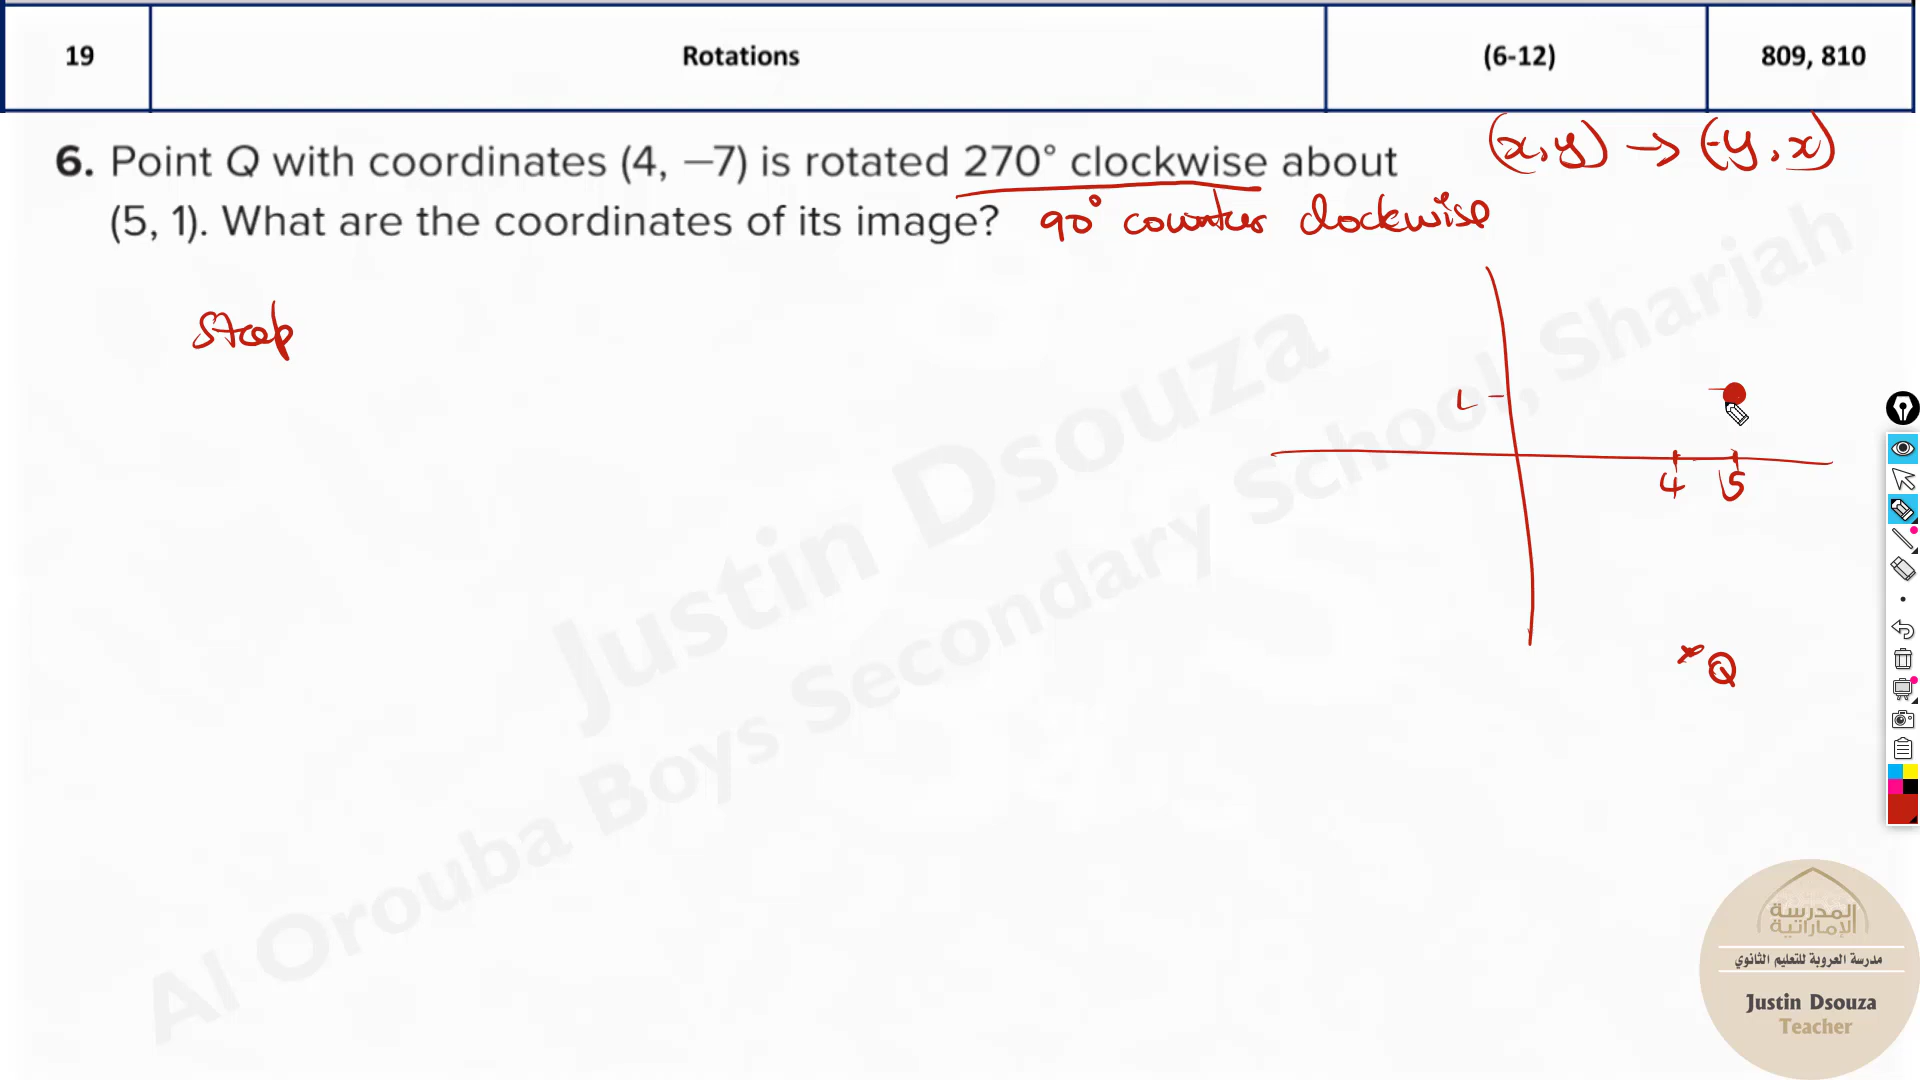 19 Rotations (6-12) 809, 810
6. Point Q with coordinates (4, −7) is rotated 270° clockwise about
(x,y) → (-y,x)
(5, 1). What are the coordinates of its image?
90° counter clockwise
Step
4 5
Q
Justin Dsouza
Al Orouba Boys Secondary School, Sharjah
المدرسة
الإماراتية
مدرسة العروبة للتعليم الثانوي
Justin Dsouza
Teacher